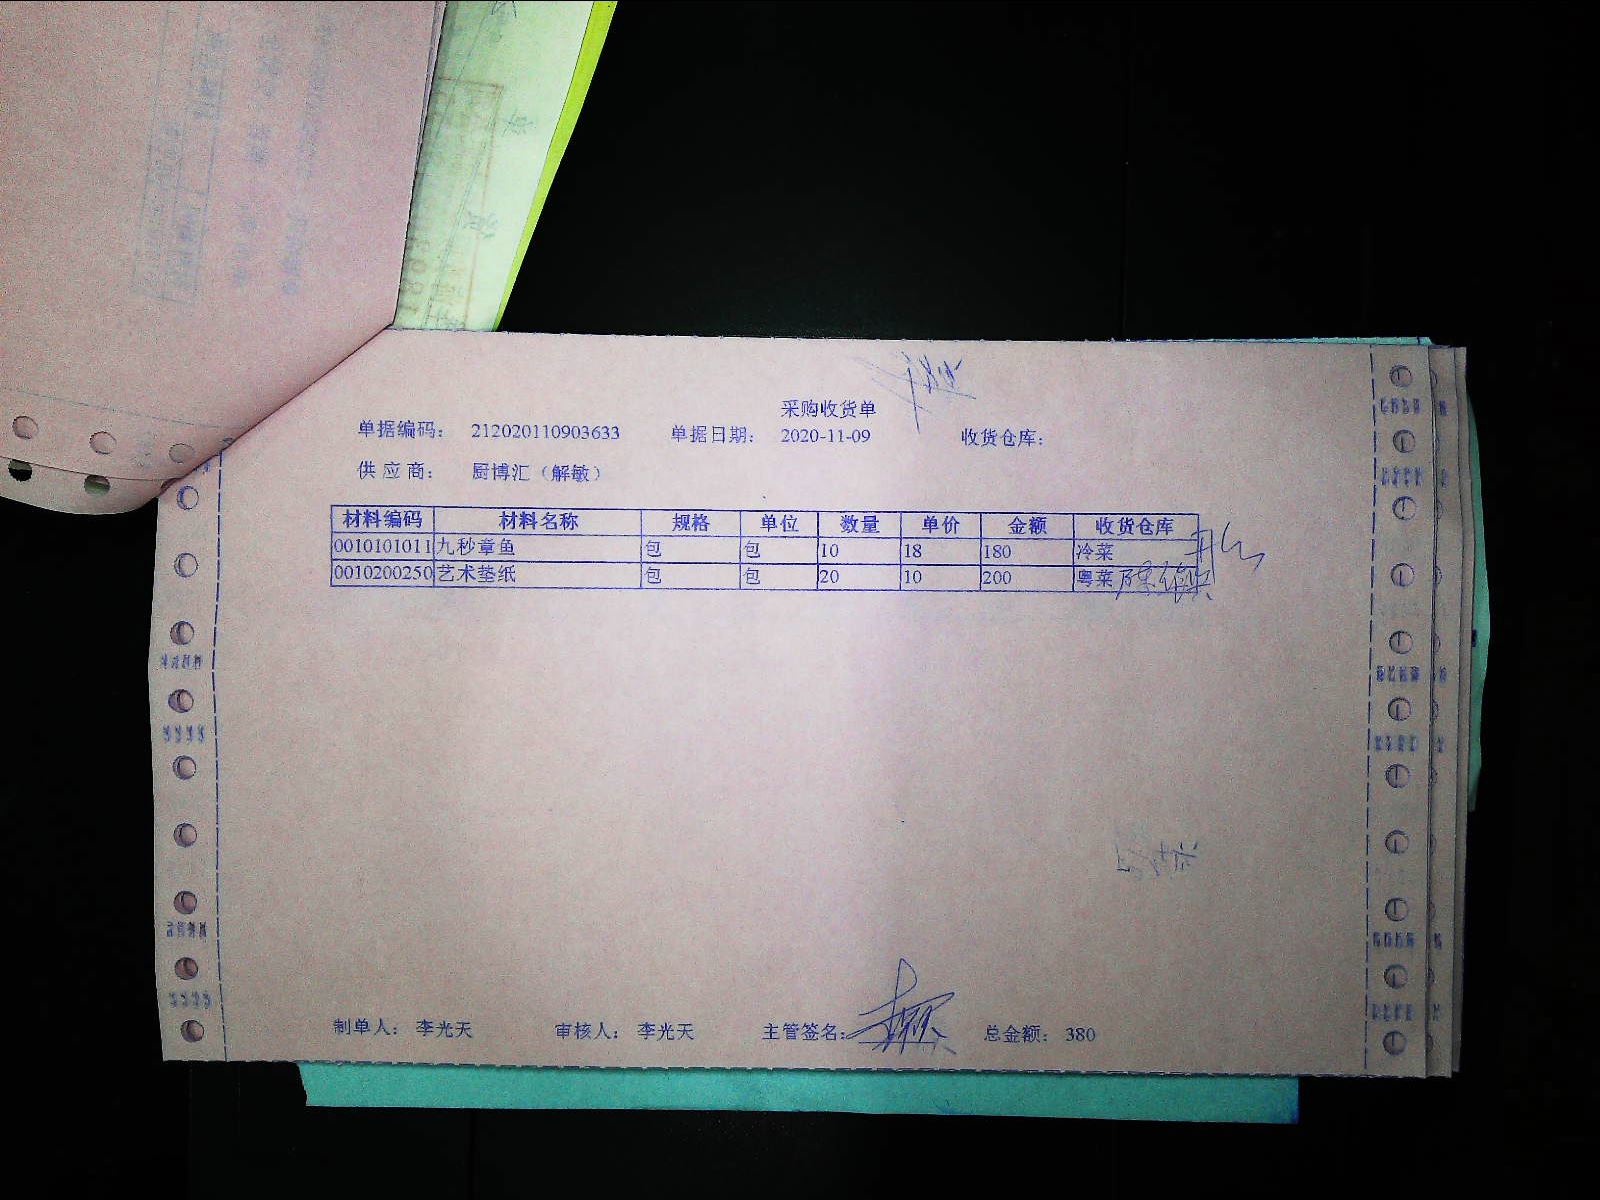 采购收货单
单据编码： 212020110903633 单据日期： 2020-11-09 收货仓库：
供应商： 厨博汇（解敏）
材料编码 材料名称 规格 单位 数量 单价 金额 收货仓库
0010101011 九秒章鱼 包 包 10 18 180 冷菜
0010200250 艺术垫纸 包 包 20 10 200 粤菜
制单人： 李光天 审核人： 李光天 主管签名： 总金额： 380